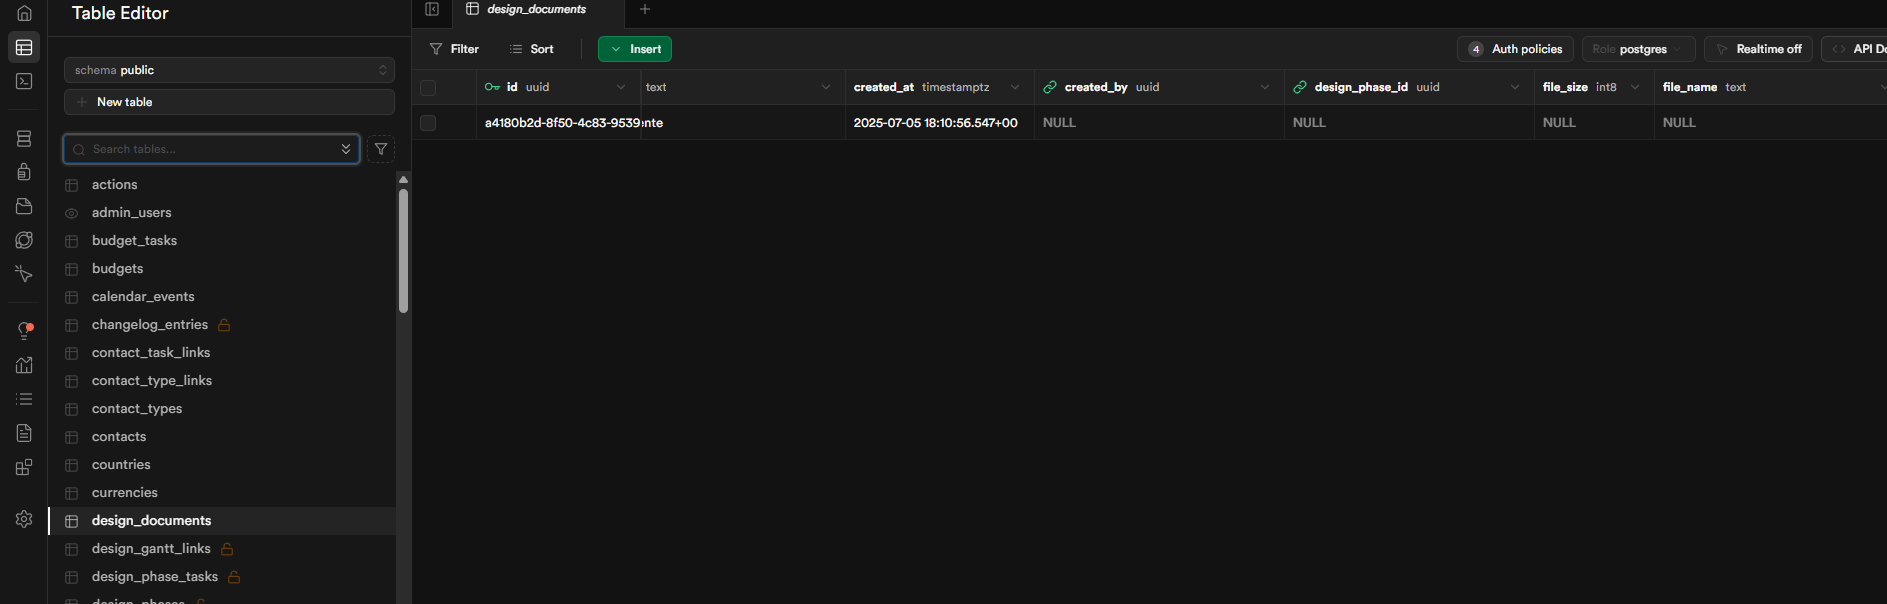 Table Editor
design_documents
schema public
New table
Search tables...
Filter
Sort
Insert
4 Auth policies
Role postgres
Realtime off
API Do
id uuid
text
created_at timestamptz
created_by uuid
design_phase_id uuid
file_size int8
file_name text
a4180b2d-8f50-4c83-9539
nte
2025-07-05 18:10:56.547+00
NULL
NULL
NULL
NULL
actions
admin_users
budget_tasks
budgets
calendar_events
changelog_entries
contact_task_links
contact_type_links
contact_types
contacts
countries
currencies
design_documents
design_gantt_links
design_phase_tasks
design_phases